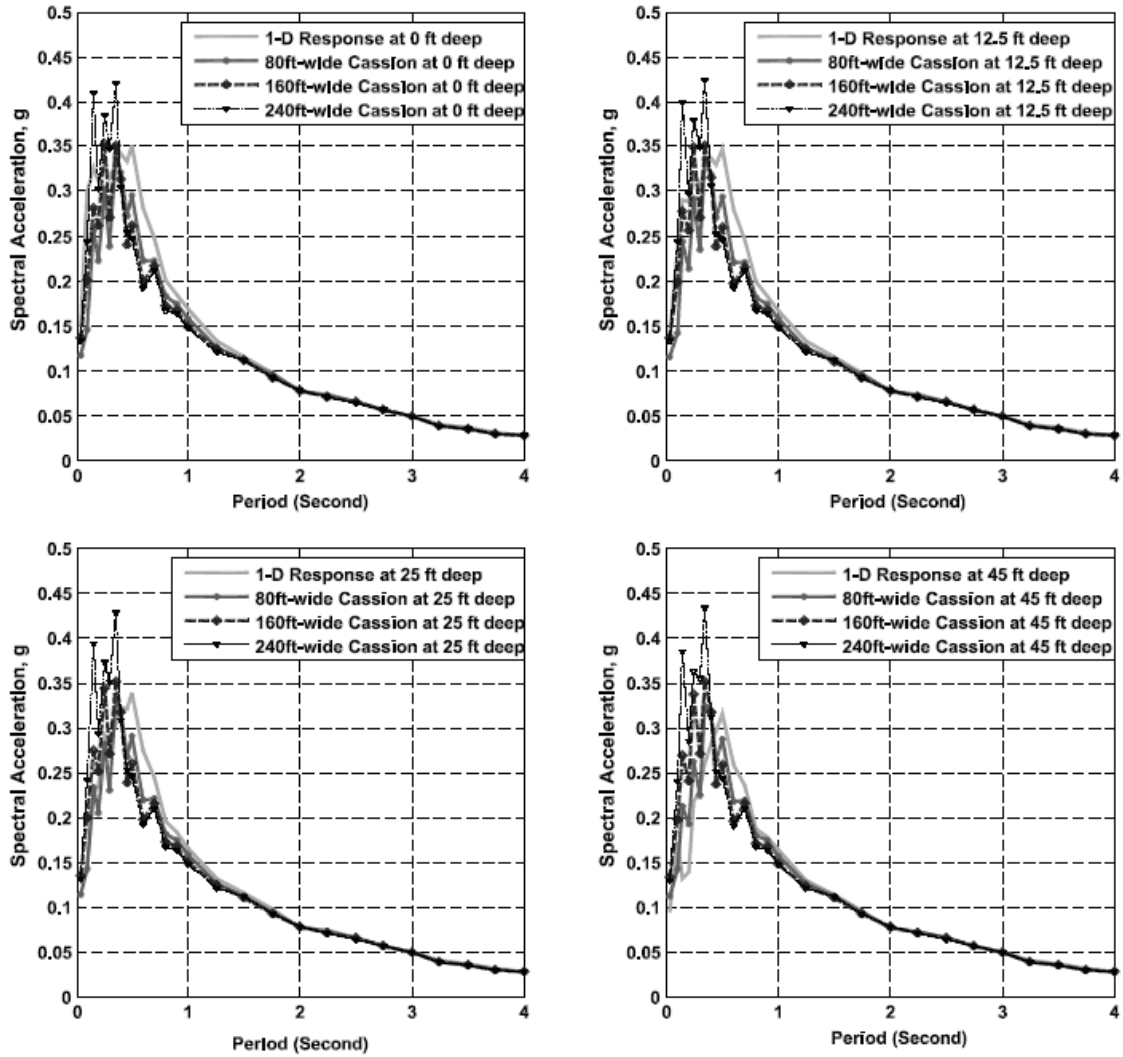 0.5
0.45
0.4
0.35
0.3
0.25
0.2
0.15
0.1
0.05
0
Spectral Acceleration, g
1-D Response at 0 ft deep
80ft-wide Cassion at 0 ft deep
160ft-wide Cassion at 0 ft deep
240ft-wide Cassion at 0 ft deep
0 1 2 3 4
Period (Second)
0.5
0.45
0.4
0.35
0.3
0.25
0.2
0.15
0.1
0.05
0
Spectral Acceleration, g
1-D Response at 12.5 ft deep
80ft-wide Cassion at 12.5 ft deep
160ft-wide Cassion at 12.5 ft deep
240ft-wide Cassion at 12.5 ft deep
0 1 2 3 4
Period (Second)
0.5
0.45
0.4
0.35
0.3
0.25
0.2
0.15
0.1
0.05
0
Spectral Acceleration, g
1-D Response at 25 ft deep
80ft-wide Cassion at 25 ft deep
160ft-wide Cassion at 25 ft deep
240ft-wide Cassion at 25 ft deep
0 1 2 3 4
Period (Second)
0.5
0.45
0.4
0.35
0.3
0.25
0.2
0.15
0.1
0.05
0
Spectral Acceleration, g
1-D Response at 45 ft deep
80ft-wide Cassion at 45 ft deep
160ft-wide Cassion at 45 ft deep
240ft-wide Cassion at 45 ft deep
0 1 2 3 4
Period (Second)